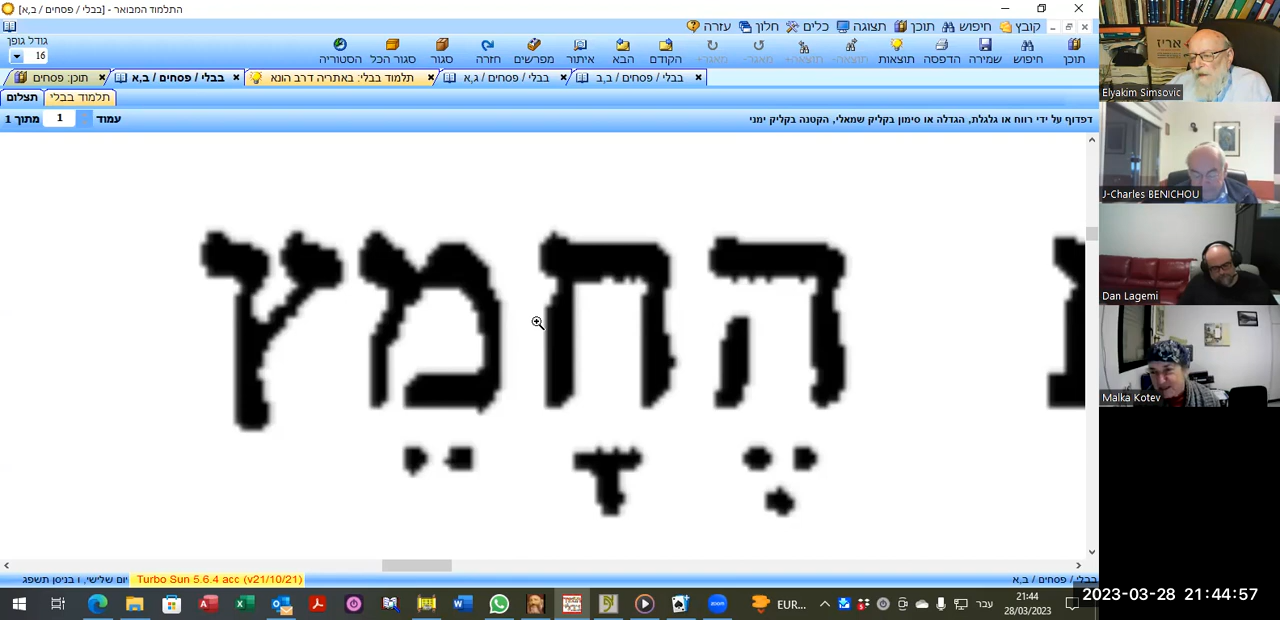 התלמוד המבואר - [בבלי / פסחים / ב,א]
קובץ חיפוש תוכן תצוגה כלים חלון עזרה
גודל גופן
16
תוכן חיפוש שמירה הדפסה תוצאות תוצאה- תוצאה+ מאגר- מאגר+ הקודם הבא איתור מפרשים חזרה סגור סגור הכל הסטוריה
בבלי / פסחים / ב,ב
בבלי / פסחים / ג,א
תלמוד בבלי: באתריה דרב הונא
בבלי / פסחים / ב,א
תוכן: פסחים
תלמוד בבלי תצלום
דפדוף על ידי רווח או גלגלת, הגדלה או סימון בקליק שמאלי, הקטנה בקליק ימני
עמוד 1 מתוך 1
הֶחָמֵץ
Elyakim Simsovic
J-Charles BENICHOU
Dan Lagemi
Malka Kotev
בבלי / פסחים / ב,א
Turbo Sun 5.6.4 acc (v21/10/21)
יום שלישי, ו בניסן תשפג
EUR...
עבר
21:44
28/03/2023
2023-03-28 21:44:57